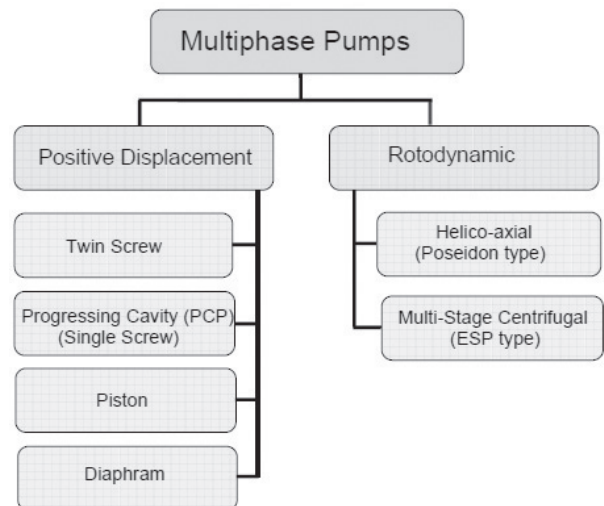 Multiphase Pumps
Positive Displacement
Rotodynamic
Twin Screw
Progressing Cavity (PCP)
(Single Screw)
Piston
Diaphram
Helico-axial
(Poseidon type)
Multi-Stage Centrifugal
(ESP type)